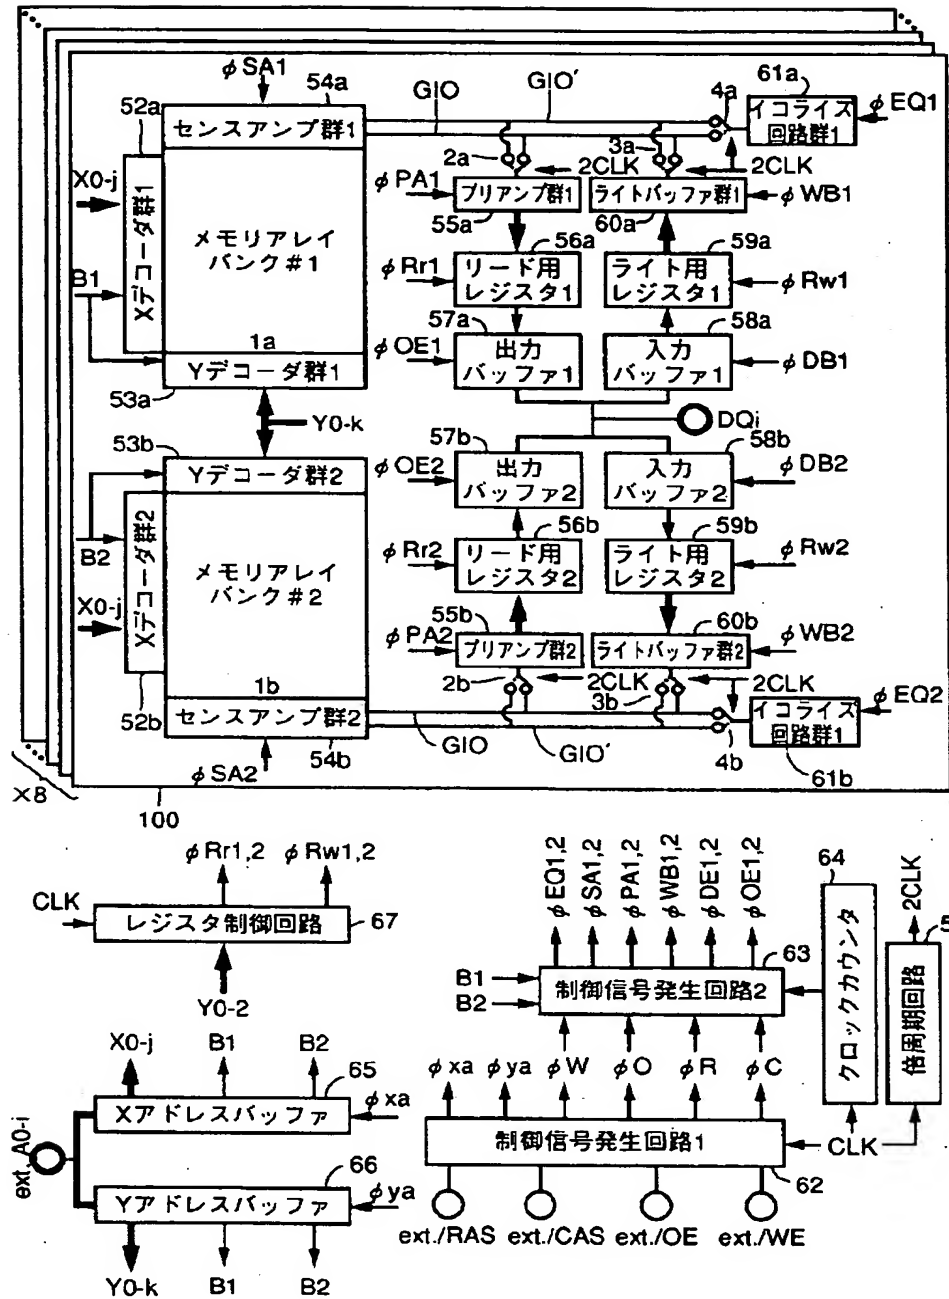 φSA1
54a
GIO
GIO'
4a
61a
52a
センスアンプ群1
イコライズ
回路群1
φEQ1
X0-j
Xデコーダ群1
2a
3a
2CLK
2CLK
φPA1
プリアンプ群1
ライトバッファ群1
φWB1
55a
60a
メモリアレイ
バンク#1
56a
59a
B1
φRr1
リード用
レジスタ1
ライト用
レジスタ1
φRw1
57a
58a
1a
φOE1
出力
バッファ1
入力
バッファ1
φDB1
Yデコーダ群1
53a
Y0-k
DQi
53b
57b
58b
Yデコーダ群2
φOE2
出力
バッファ2
入力
バッファ2
φDB2
B2
Xデコーダ群2
56b
59b
メモリアレイ
バンク#2
φRr2
リード用
レジスタ2
ライト用
レジスタ2
φRw2
X0-j
55b
60b
φPA2
プリアンプ群2
ライトバッファ群2
φWB2
1b
2b
2CLK
3b
2CLK
φEQ2
52b
センスアンプ群2
イコライズ
回路群1
GIO
GIO'
4b
54b
61b
φSA2
X8
100
φRr1,2
φRw1,2
CLK
レジスタ制御回路
67
Y0-2
φEQ1,2
φSA1,2
φPA1,2
φWB1,2
φDE1,2
φOE1,2
64
2CLK
5
63
B1
B2
制御信号発生回路2
クロックカウンタ
倍周期回路
X0-j
B1
B2
65
Xアドレスバッファ
φxa
φxa
φya
φW
φO
φR
φC
ext.A0-i
制御信号発生回路1
CLK
66
62
Yアドレスバッファ
φya
ext./RAS
ext./CAS
ext./OE
ext./WE
Y0-k
B1
B2